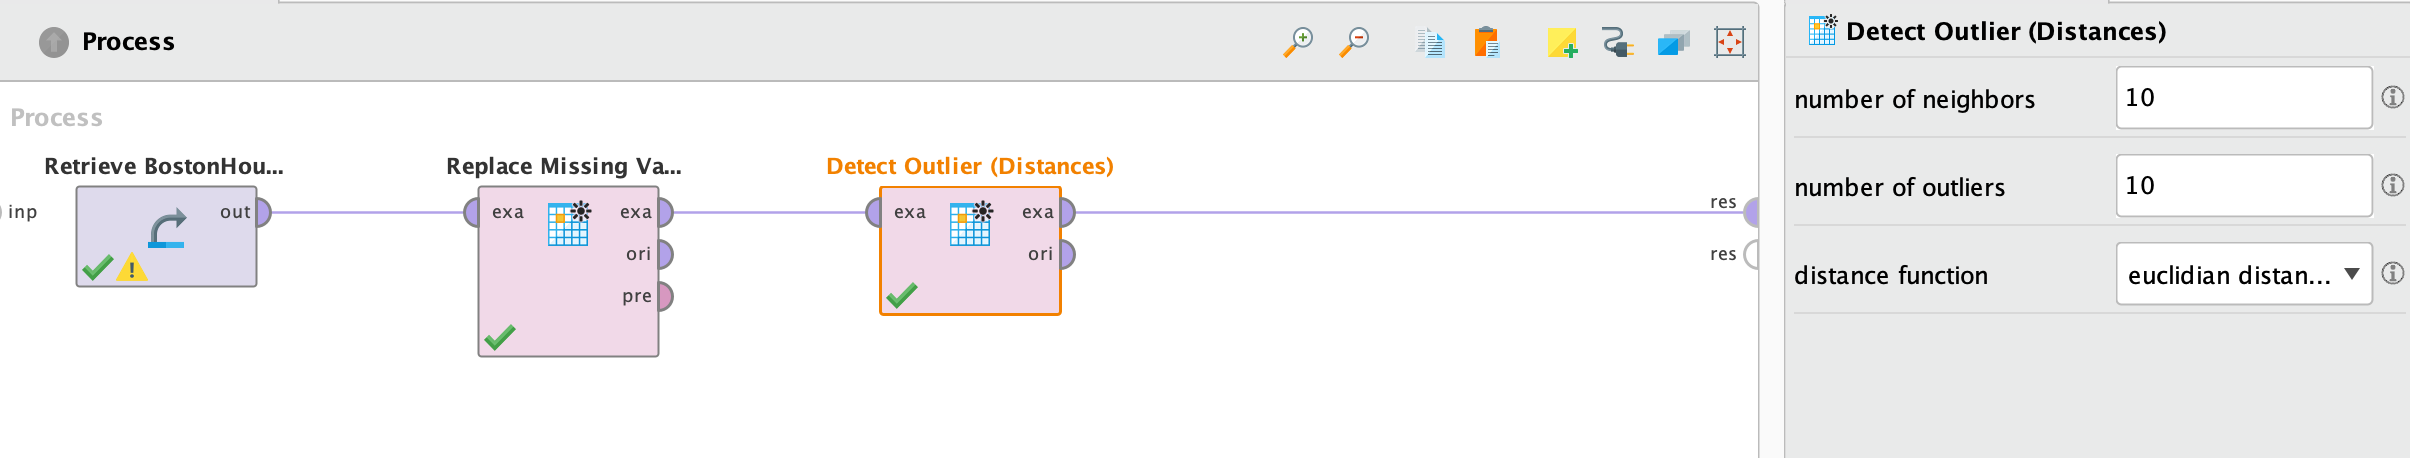 Process
Process
Retrieve BostonHou...
inp
out
Replace Missing Va...
exa
exa
ori
pre
Detect Outlier (Distances)
exa
exa
ori
res
res
Detect Outlier (Distances)
number of neighbors
10
number of outliers
10
distance function
euclidian distan...